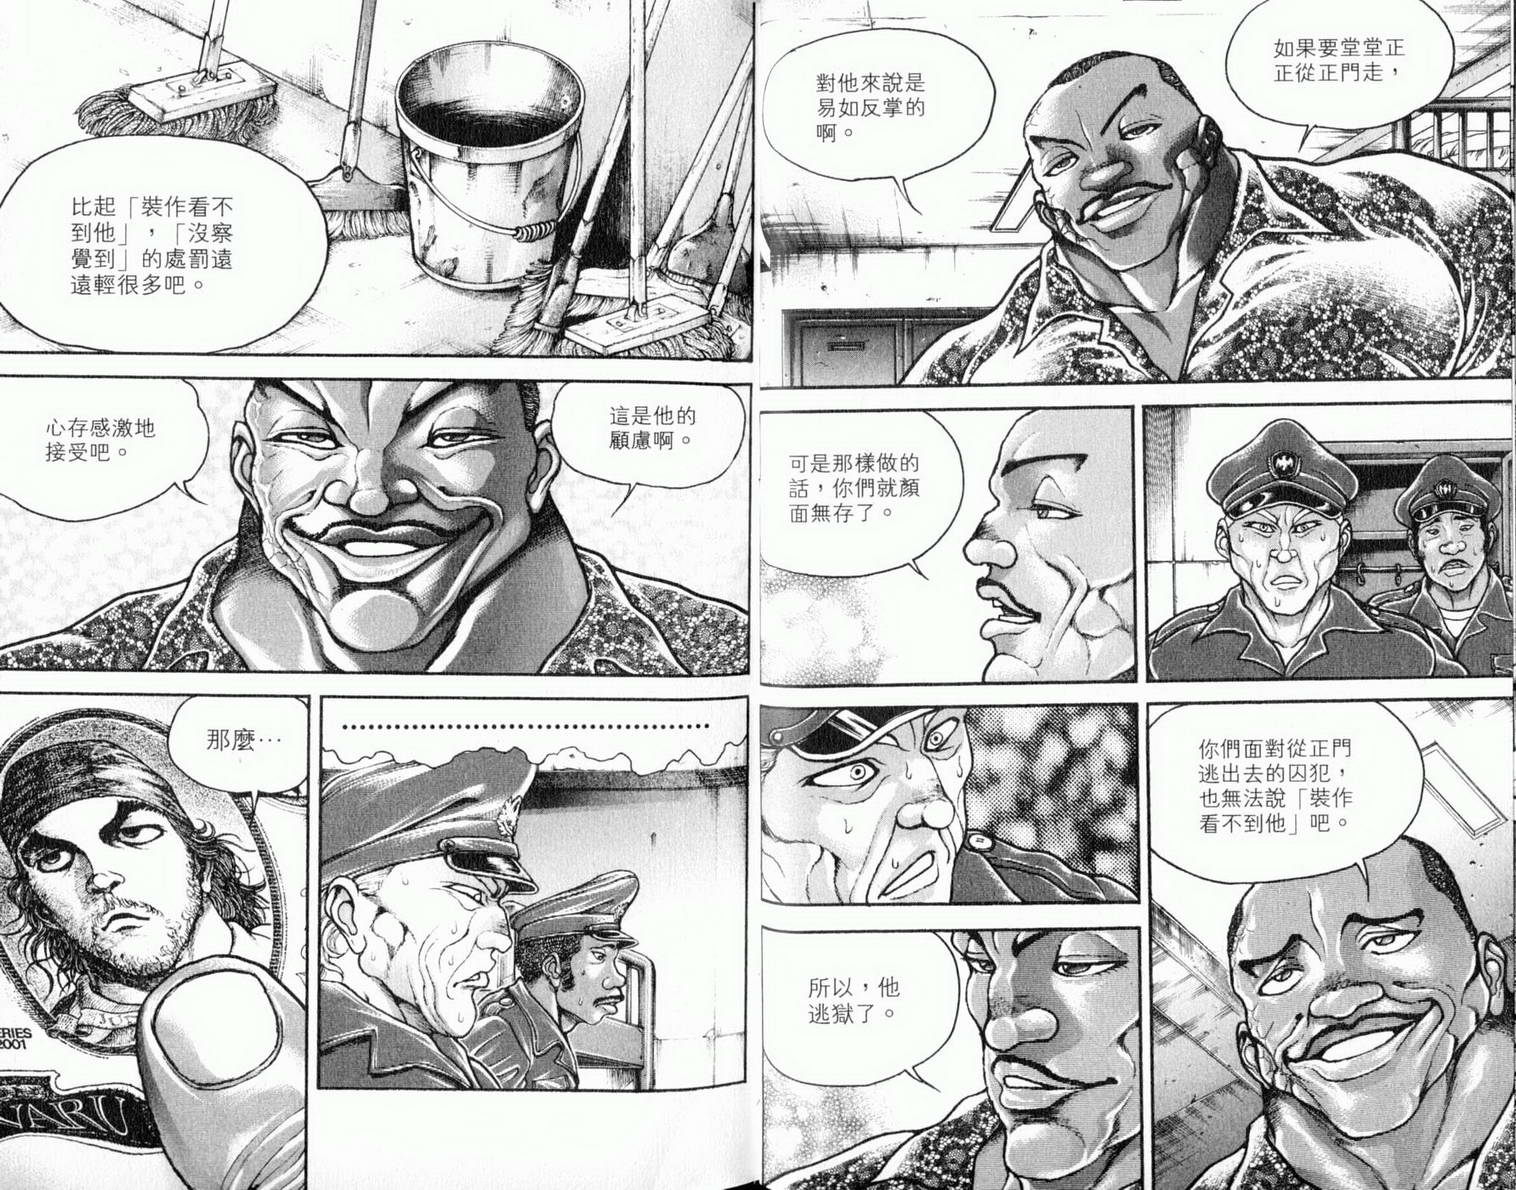 如果要堂堂正
正從正門走，
對他來說是
易如反掌的
啊。
可是那樣做的
話，你們就顏
面無存了。
你們面對從正門
逃出去的囚犯，
也無法說「裝作
看不到他」吧。
所以，他
逃獄了。
比起「裝作看不
到他」，「沒察
覺到」的處罰遠
遠輕很多吧。
這是他的
顧慮啊。
心存感激地
接受吧。
………………………………
那麼…
ERIES
2001
VARU